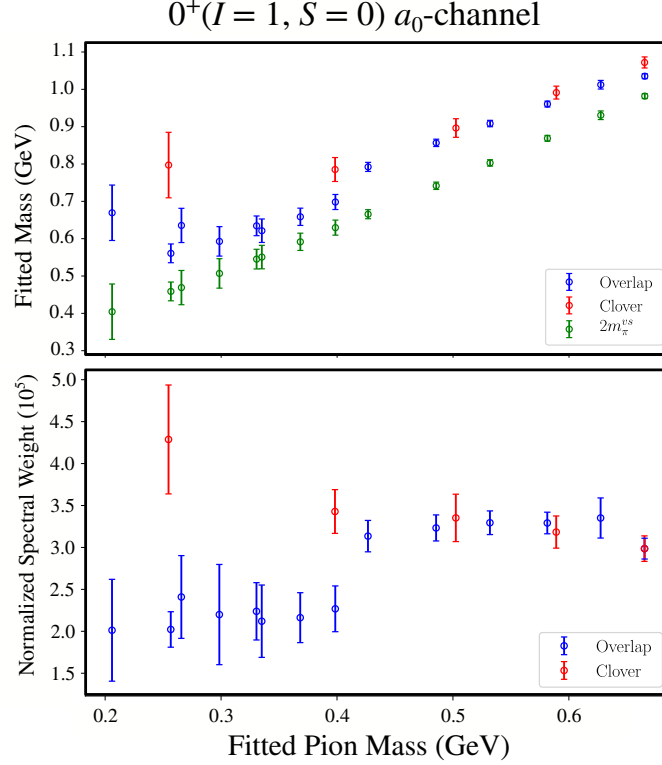 0⁺(I = 1, S = 0) a₀-channel
1.1
1.0
0.9
0.8
0.7
0.6
0.5
0.4
0.3
Fitted Mass (GeV)
Overlap
Clover
2m_π^{vs}
5.0
4.5
4.0
3.5
3.0
2.5
2.0
1.5
Normalized Spectral Weight (10⁵)
Overlap
Clover
0.2 0.3 0.4 0.5 0.6
Fitted Pion Mass (GeV)